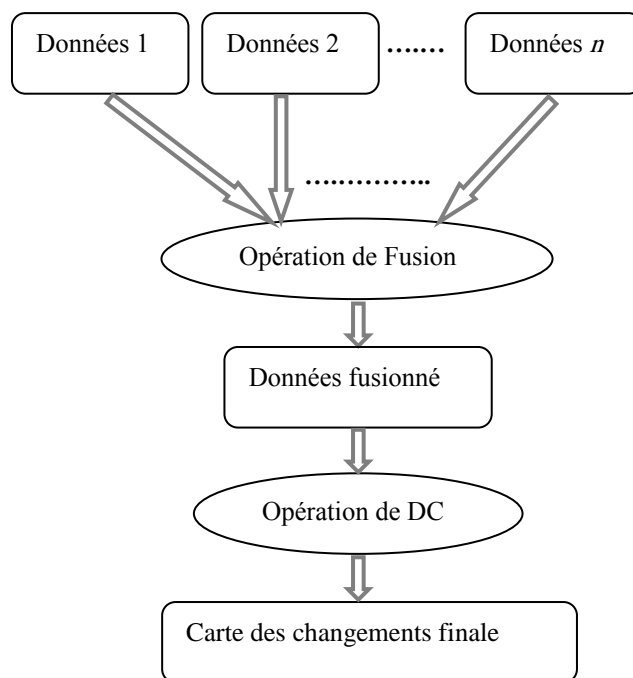 Données 1
Données 2
…….
Données n
……………..
Opération de Fusion
Données fusionné
Opération de DC
Carte des changements finale